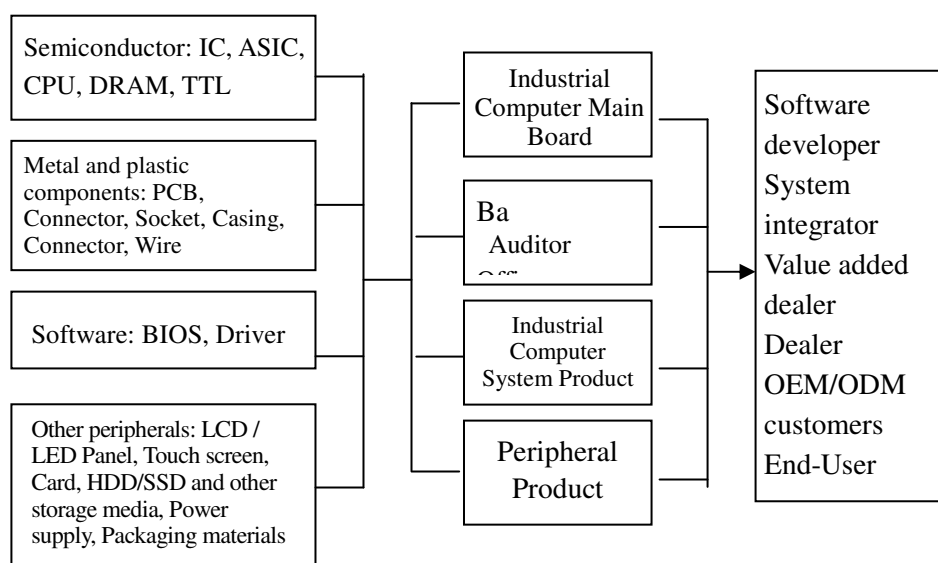 Semiconductor: IC, ASIC,
CPU, DRAM, TTL
Metal and plastic
components: PCB,
Connector, Socket, Casing,
Connector, Wire
Software: BIOS, Driver
Other peripherals: LCD /
LED Panel, Touch screen,
Card, HDD/SSD and other
storage media, Power
supply, Packaging materials
Industrial
Computer Main
Board
Ba
Auditor
Industrial
Computer
System Product
Peripheral
Product
Software
developer
System
integrator
Value added
dealer
Dealer
OEM/ODM
customers
End-User